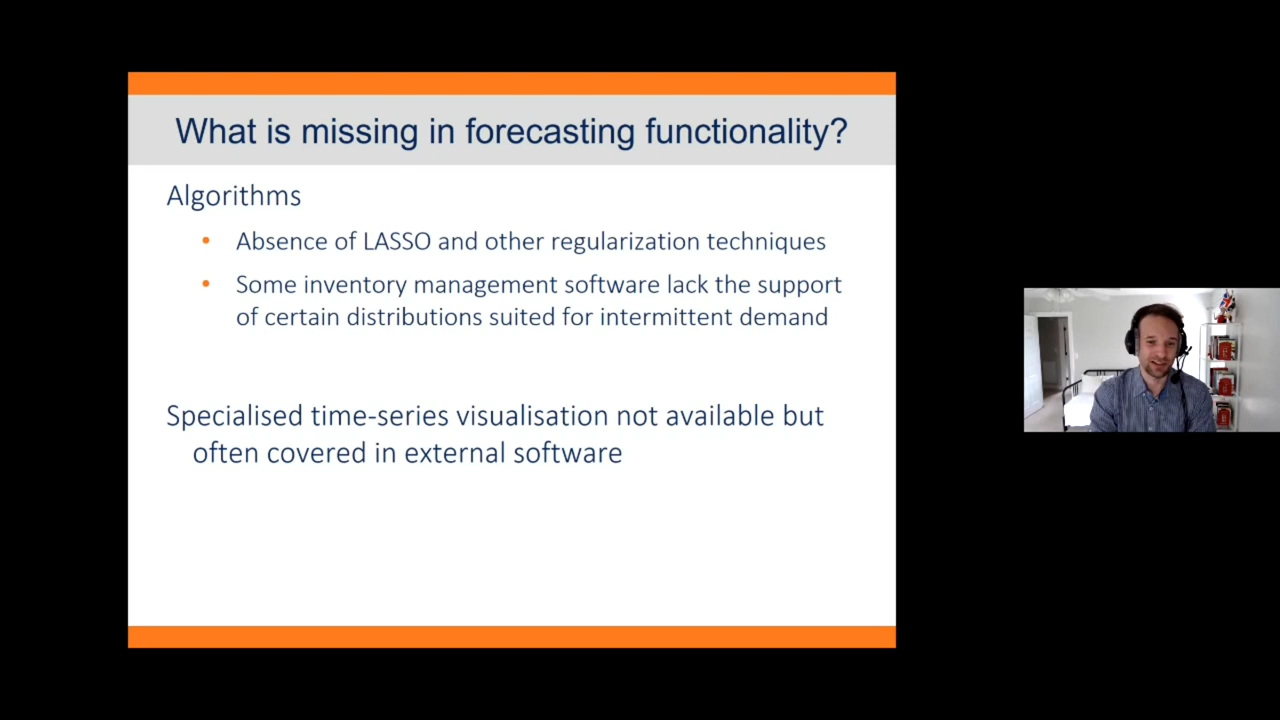 What is missing in forecasting functionality?
Algorithms
• Absence of LASSO and other regularization techniques
• Some inventory management software lack the support
of certain distributions suited for intermittent demand
Specialised time-series visualisation not available but
often covered in external software